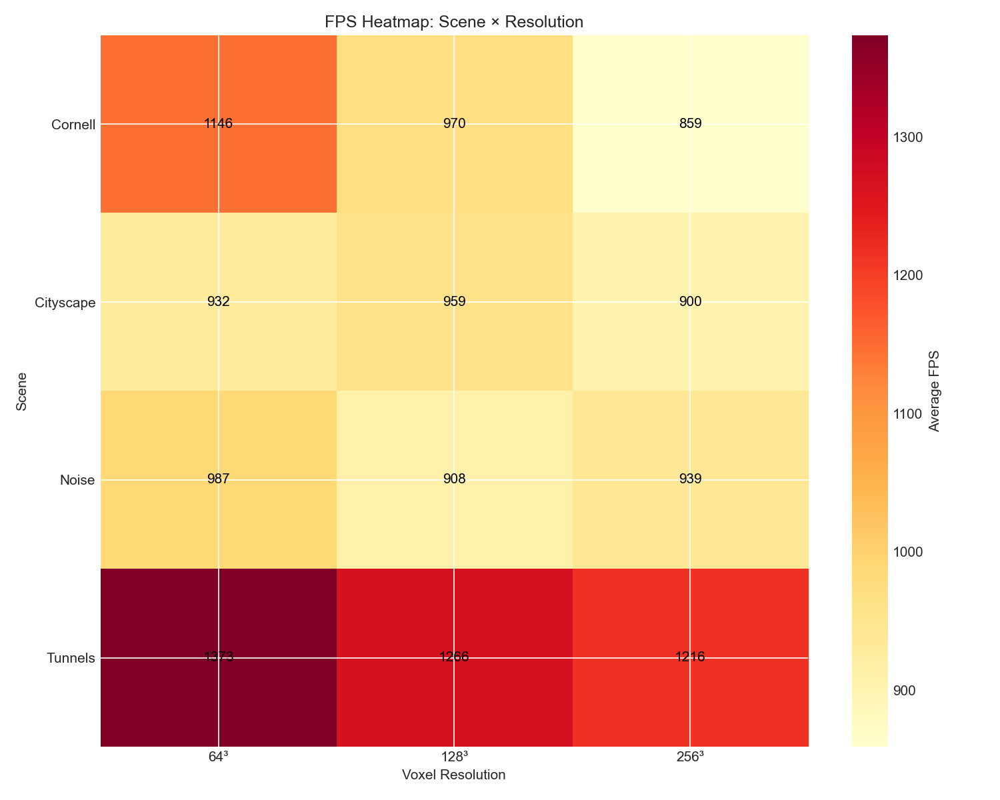 FPS Heatmap: Scene × Resolution
Cornell
1146
970
859
Cityscape
932
959
900
Noise
987
908
939
Tunnels
1373
1266
1216
64³
128³
256³
Voxel Resolution
Scene
1300
1200
1100
1000
900
Average FPS